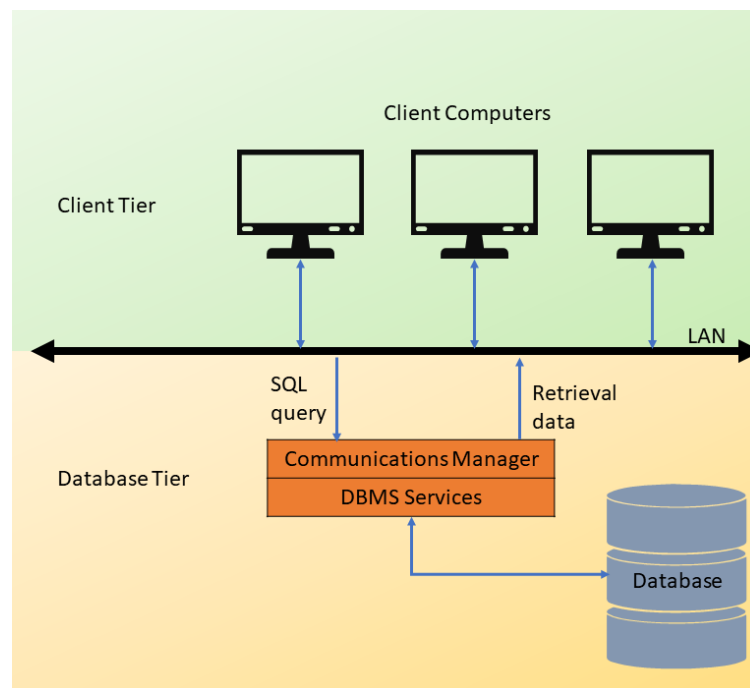 Client Computers
Client Tier
LAN
SQL
query
Retrieval
data
Communications Manager
Database Tier
DBMS Services
Database